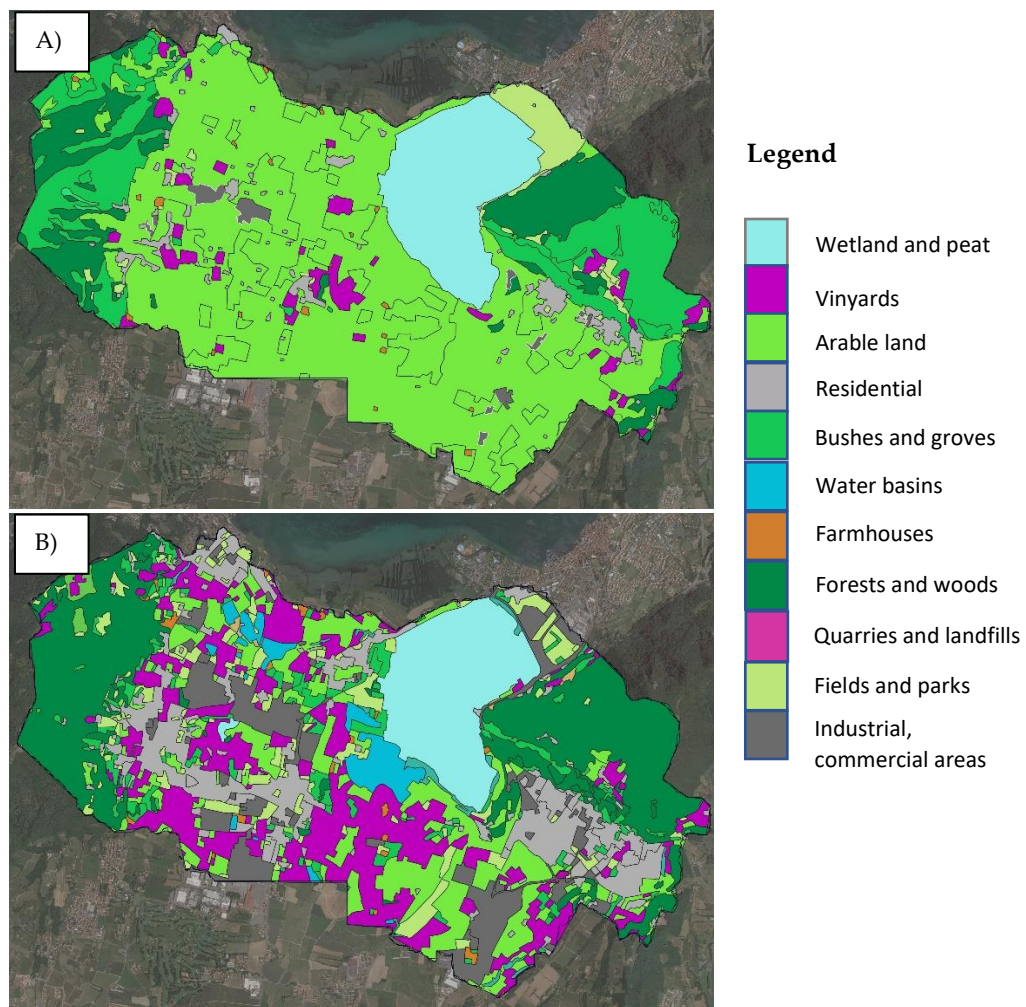 A)
Legend
Wetland and peat
Vinyards
Arable land
Residential
Bushes and groves
Water basins
Farmhouses
Forests and woods
Quarries and landfills
Fields and parks
Industrial,
commercial areas
B)